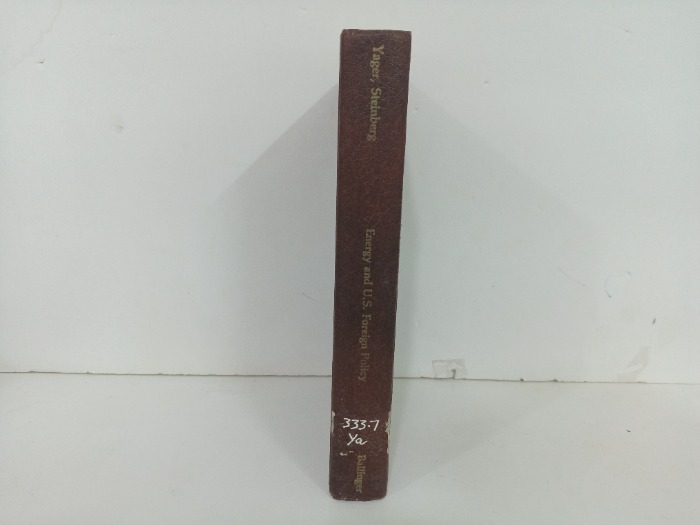 Yager, Steinberg
Energy and U.S. Foreign Policy
333.7
Ya
Ballinger